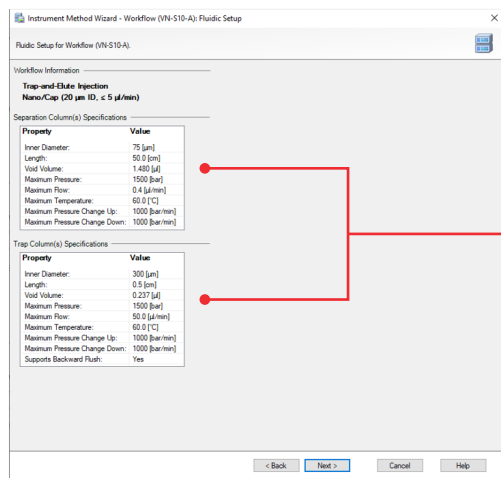 Instrument Method Wizard - Workflow (VN-S10-A): Fluidic Setup
Fluidic Setup for Workflow (VN-S10-A).
Workflow Information
Trap-and-Elute Injection
Nano/Cap (20 µm ID, ≤ 5 µl/min)
Separation Column(s) Specifications
Property Value
Inner Diameter: 75 [µm]
Length: 50.0 [cm]
Void Volume: 1.480 [µl]
Maximum Pressure: 1500 [bar]
Maximum Flow: 0.4 [µl/min]
Maximum Temperature: 60.0 [°C]
Maximum Pressure Change Up: 1000 [bar/min]
Maximum Pressure Change Down: 1000 [bar/min]
Trap Column(s) Specifications
Property Value
Inner Diameter: 300 [µm]
Length: 0.5 [cm]
Void Volume: 0.237 [µl]
Maximum Pressure: 1500 [bar]
Maximum Flow: 50.0 [µl/min]
Maximum Temperature: 60.0 [°C]
Maximum Pressure Change Up: 1000 [bar/min]
Maximum Pressure Change Down: 1000 [bar/min]
Supports Backward Flush: Yes
< Back Next > Cancel Help